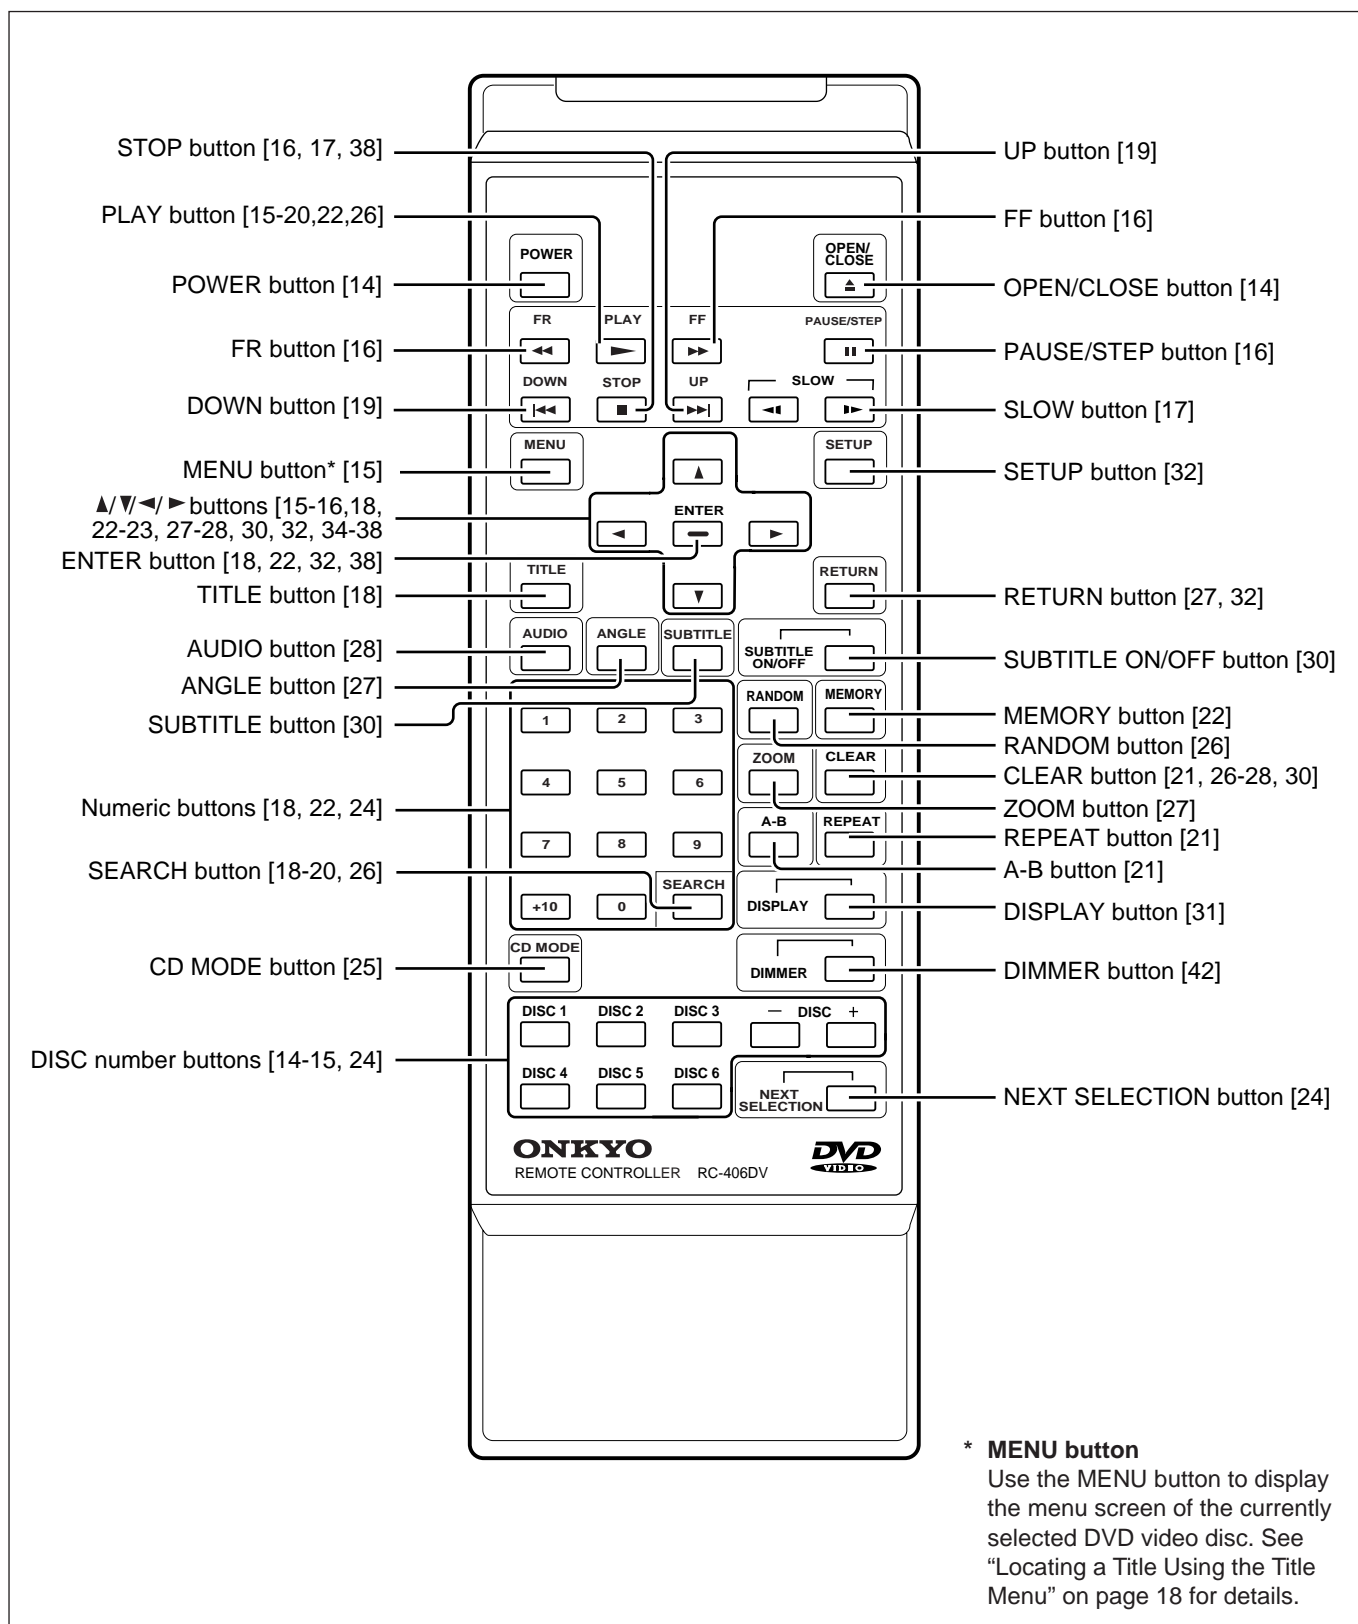 STOP button [16, 17, 38]
PLAY button [15-20,22,26]
POWER button [14]
FR button [16]
DOWN button [19]
MENU button* [15]
▲/▼/◄/► buttons [15-16,18,
22-23, 27-28, 30, 32, 34-38
ENTER button [18, 22, 32, 38]
TITLE button [18]
AUDIO button [28]
ANGLE button [27]
SUBTITLE button [30]
Numeric buttons [18, 22, 24]
SEARCH button [18-20, 26]
CD MODE button [25]
DISC number buttons [14-15, 24]
POWER
OPEN/
CLOSE
FR PLAY FF PAUSE/STEP
DOWN STOP UP SLOW
MENU SETUP
ENTER
TITLE RETURN
AUDIO ANGLE SUBTITLE
SUBTITLE
ON/OFF
RANDOM MEMORY
1 2 3
ZOOM CLEAR
4 5 6
A-B REPEAT
7 8 9
SEARCH
+10 0
DISPLAY
CD MODE
DIMMER
DISC 1 DISC 2 DISC 3 — DISC +
DISC 4 DISC 5 DISC 6
NEXT
SELECTION
ONKYO
REMOTE CONTROLLER RC-406DV
DVD
VIDEO
UP button [19]
FF button [16]
OPEN/CLOSE button [14]
PAUSE/STEP button [16]
SLOW button [17]
SETUP button [32]
RETURN button [27, 32]
SUBTITLE ON/OFF button [30]
MEMORY button [22]
RANDOM button [26]
CLEAR button [21, 26-28, 30]
ZOOM button [27]
REPEAT button [21]
A-B button [21]
DISPLAY button [31]
DIMMER button [42]
NEXT SELECTION button [24]
* MENU button
Use the MENU button to display
the menu screen of the currently
selected DVD video disc. See
“Locating a Title Using the Title
Menu” on page 18 for details.